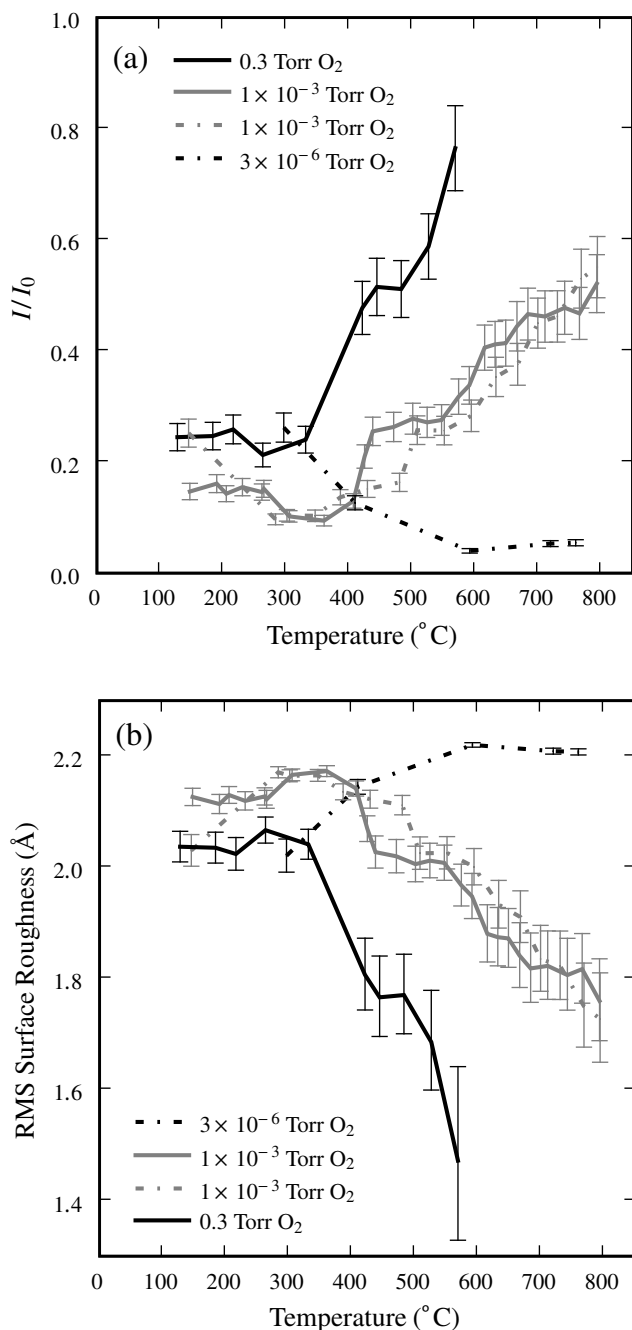 1.0
(a)
0.3 Torr O₂
1 × 10⁻³ Torr O₂
1 × 10⁻³ Torr O₂
3 × 10⁻⁶ Torr O₂
0.8
0.6
0.4
0.2
0.0
I/I₀
0 100 200 300 400 500 600 700 800
Temperature (°C)
(b)
2.2
2.0
1.8
1.6
1.4
RMS Surface Roughness (Å)
3 × 10⁻⁶ Torr O₂
1 × 10⁻³ Torr O₂
1 × 10⁻³ Torr O₂
0.3 Torr O₂
0 100 200 300 400 500 600 700 800
Temperature (°C)